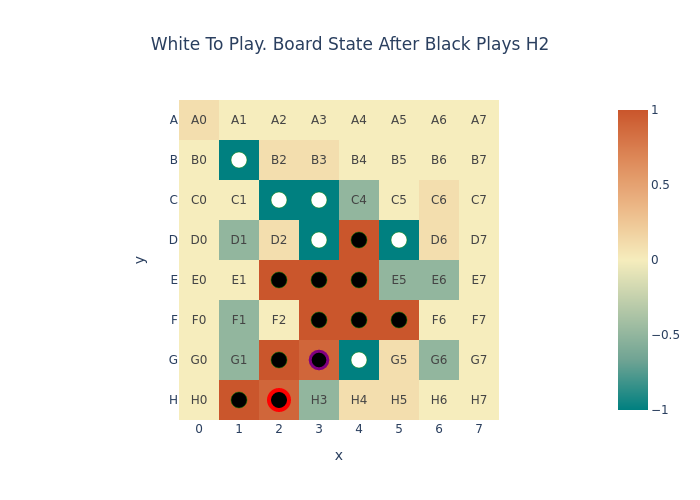 White To Play. Board State After Black Plays H2
A A0 A1 A2 A3 A4 A5 A6 A7
B B0 B2 B3 B4 B5 B6 B7
C C0 C1 C4 C5 C6 C7
D D0 D1 D2 D6 D7
E E0 E1 E5 E6 E7
F F0 F1 F2 F6 F7
G G0 G1 G5 G6 G7
H H0 H3 H4 H5 H6 H7
0 1 2 3 4 5 6 7
x
y
1
0.5
0
−0.5
−1